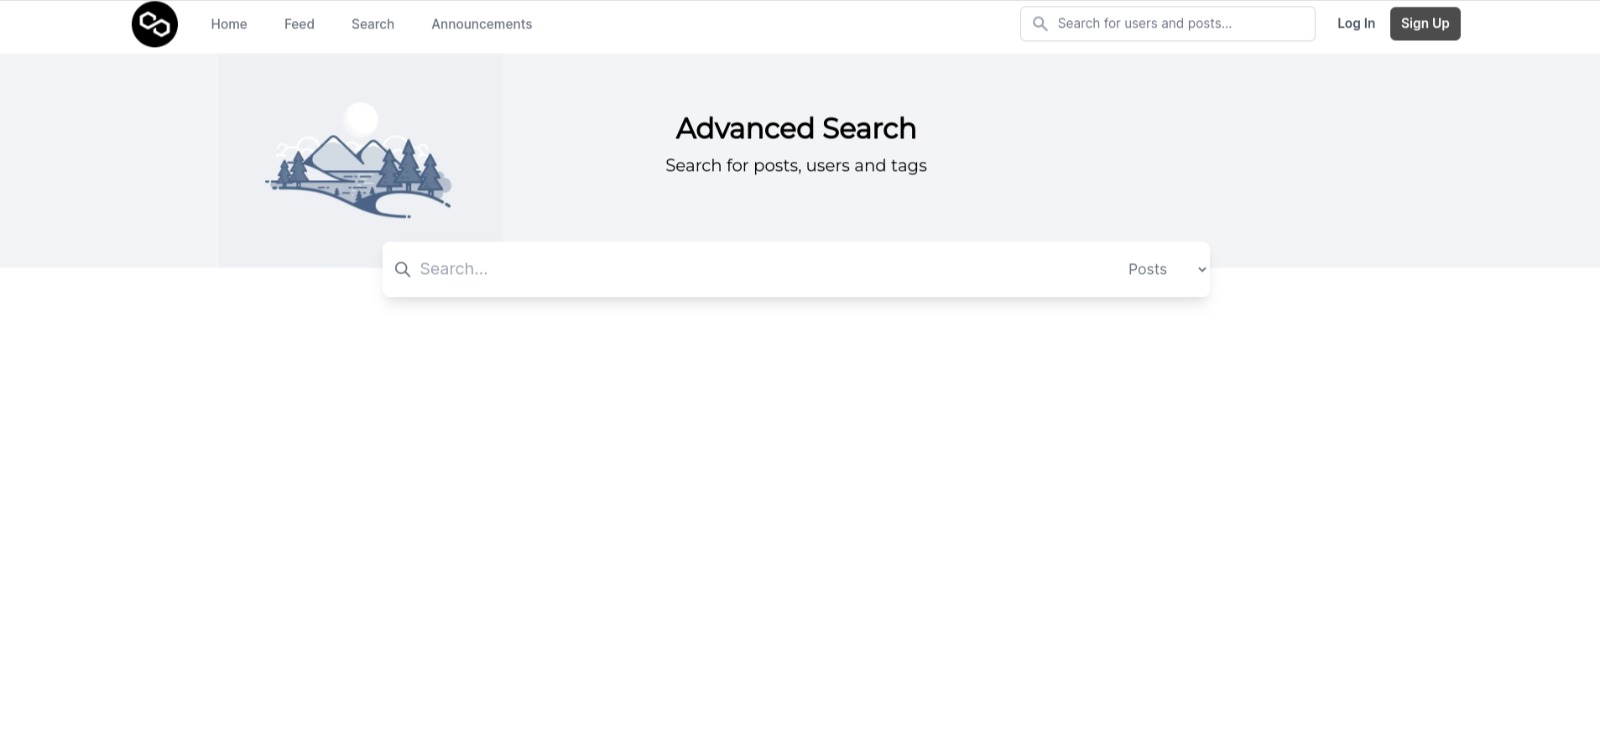 Home
Feed
Search
Announcements
Search for users and posts...
Log In
Sign Up
Advanced Search
Search for posts, users and tags
Search...
Posts